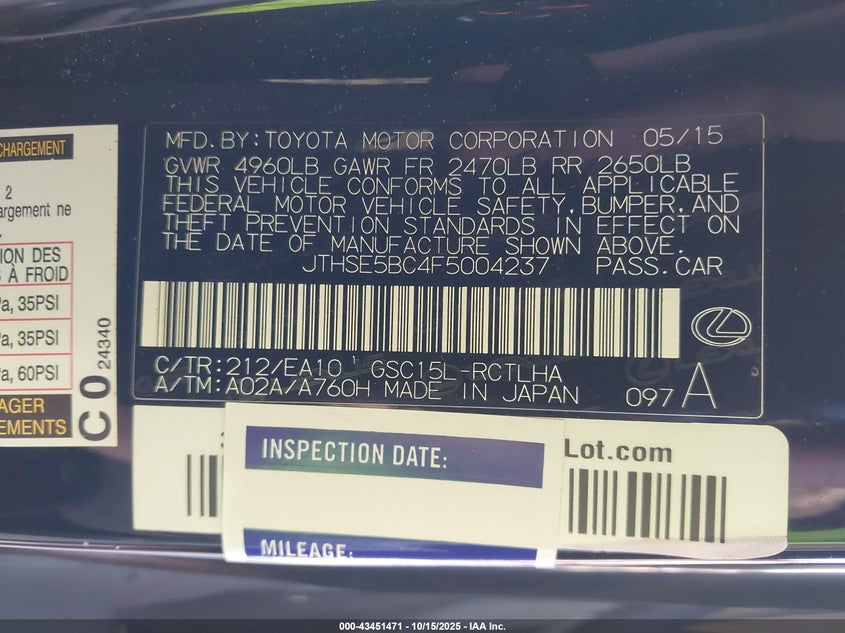 CHARGEMENT
2
argement ne
ION DES
À FROID
a, 35PSI
a, 35PSI
a, 60PSI
AGER
EMENTS
C0 24340
MFD. BY: TOYOTA MOTOR CORPORATION 05/15
GVWR 4960LB GAWR FR 2470LB RR 2650LB
THIS VEHICLE CONFORMS TO ALL APPLICABLE
FEDERAL MOTOR VEHICLE SAFETY, BUMPER, AND
THEFT PREVENTION STANDARDS IN EFFECT ON
THE DATE OF MANUFACTURE SHOWN ABOVE.
JTHSE5BC4F5004237 PASS. CAR
C/TR: 212/EA10 GSC15L-RCTLHA
A/TM: A02A/A760H MADE IN JAPAN
097 A
INSPECTION DATE:
MILEAGE:
Lot.com
000-43451471 - 10/15/2025 - IAA Inc.